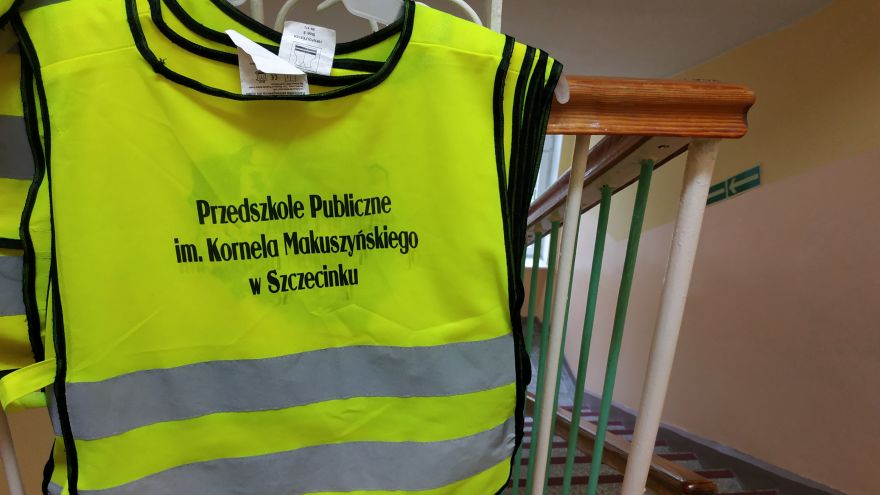 Przedszkole Publiczne
im. Kornela Makuszyńskiego
w Szczecinku